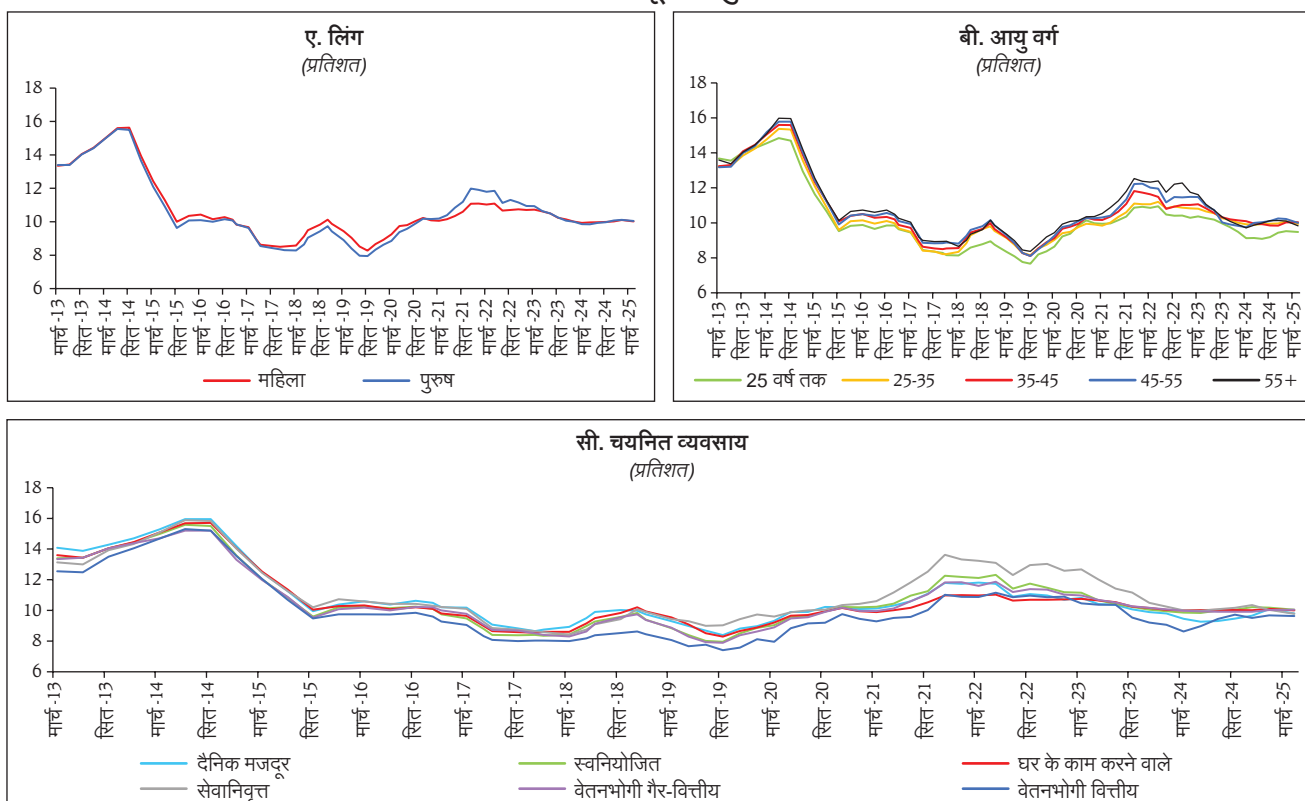 ए. लिंग
(प्रतिशत)
18
16
14
12
10
8
6
मार्च -13
सित -13
मार्च -14
सित -14
मार्च -15
सित -15
मार्च -16
सित -16
मार्च -17
सित -17
मार्च -18
सित -18
मार्च -19
सित -19
मार्च -20
सित -20
मार्च -21
सित -21
मार्च -22
सित -22
मार्च -23
सित -23
मार्च -24
सित -24
मार्च -25
महिला पुरुष
बी. आयु वर्ग
(प्रतिशत)
18
16
14
12
10
8
6
मार्च -13
सित -13
मार्च -14
सित -14
मार्च -15
सित -15
मार्च -16
सित -16
मार्च -17
सित -17
मार्च -18
सित -18
मार्च -19
सित -19
मार्च -20
सित -20
मार्च -21
सित -21
मार्च -22
सित -22
मार्च -23
सित -23
मार्च -24
सित -24
मार्च -25
25 वर्ष तक 25-35 35-45 45-55 55+
सी. चयनित व्यवसाय
(प्रतिशत)
18
16
14
12
10
8
6
मार्च -13
सित -13
मार्च -14
सित -14
मार्च -15
सित -15
मार्च -16
सित -16
मार्च -17
सित -17
मार्च -18
सित -18
मार्च -19
सित -19
मार्च -20
सित -20
मार्च -21
सित -21
मार्च -22
सित -22
मार्च -23
सित -23
मार्च -24
सित -24
मार्च -25
दैनिक मजदूर स्वनियोजित घर के काम करने वाले
सेवानिवृत्त वेतनभोगी गैर-वित्तीय वेतनभोगी वित्तीय